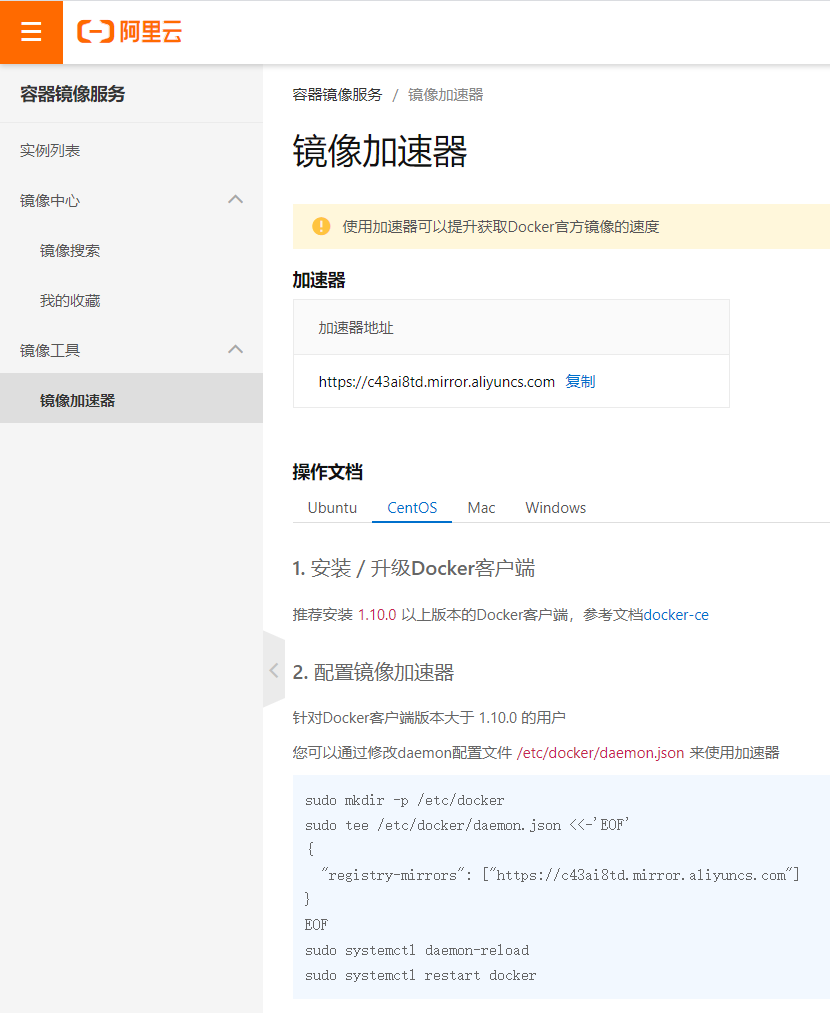 阿里云
容器镜像服务
实例列表
镜像中心
镜像搜索
我的收藏
镜像工具
镜像加速器
容器镜像服务 / 镜像加速器
镜像加速器
使用加速器可以提升获取Docker官方镜像的速度
加速器
加速器地址
https://c43ai8td.mirror.aliyuncs.com 复制
操作文档
Ubuntu CentOS Mac Windows
1. 安装 / 升级Docker客户端
推荐安装 1.10.0 以上版本的Docker客户端，参考文档docker-ce
2. 配置镜像加速器
针对Docker客户端版本大于 1.10.0 的用户
您可以通过修改daemon配置文件 /etc/docker/daemon.json 来使用加速器
sudo mkdir -p /etc/docker
sudo tee /etc/docker/daemon.json <<-'EOF'
{
  "registry-mirrors": ["https://c43ai8td.mirror.aliyuncs.com"]
}
EOF
sudo systemctl daemon-reload
sudo systemctl restart docker